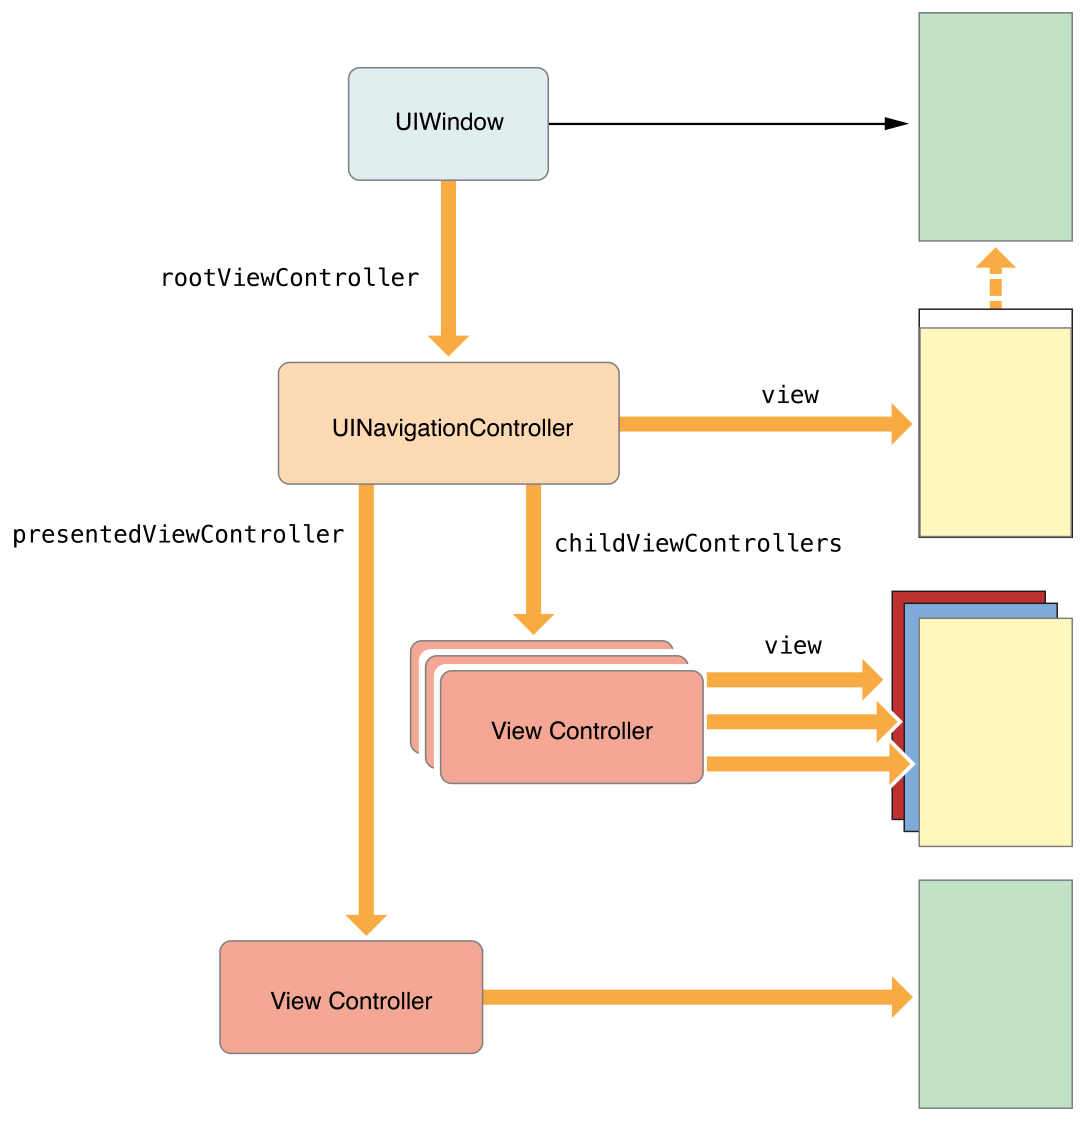 UIWindow
rootViewController
view
UINavigationController
presentedViewController
childViewControllers
view
View Controller
View Controller